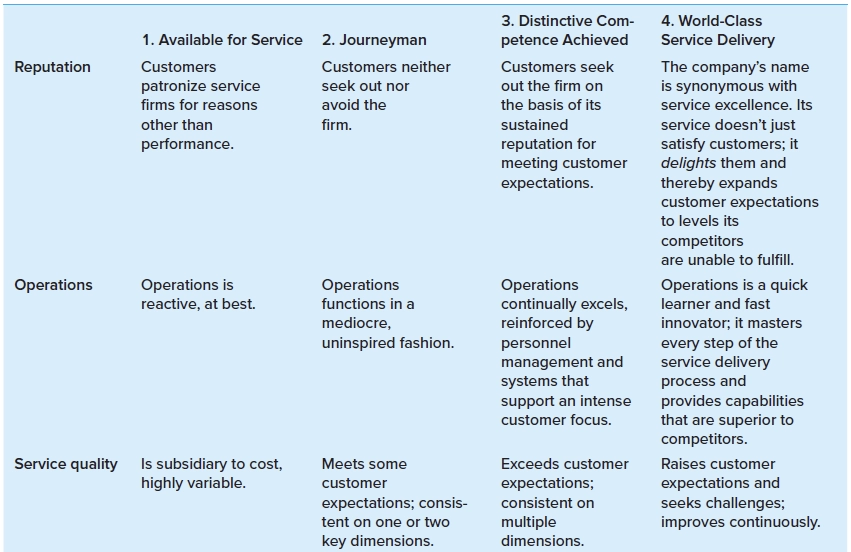 1. Available for Service
2. Journeyman
3. Distinctive Com-
petence Achieved
4. World-Class
Service Delivery
Reputation
Customers
patronize service
firms for reasons
other than
performance.
Customers neither
seek out nor
avoid the
firm.
Customers seek
out the firm on
the basis of its
sustained
reputation for
meeting customer
expectations.
The company's name
is synonymous with
service excellence. Its
service doesn't just
satisfy customers; it
delights them and
thereby expands
customer expectations
to levels its
competitors
are unable to fulfill.
Operations
Operations is
reactive, at best.
Operations
functions in a
mediocre,
uninspired fashion.
Operations
continually excels,
reinforced by
personnel
management and
systems that
support an intense
customer focus.
Operations is a quick
learner and fast
innovator; it masters
every step of the
service delivery
process and
provides capabilities
that are superior to
competitors.
Service quality
Is subsidiary to cost,
highly variable.
Meets some
customer
expectations; consis-
tent on one or two
key dimensions.
Exceeds customer
expectations;
consistent on
multiple
dimensions.
Raises customer
expectations and
seeks challenges;
improves continuously.